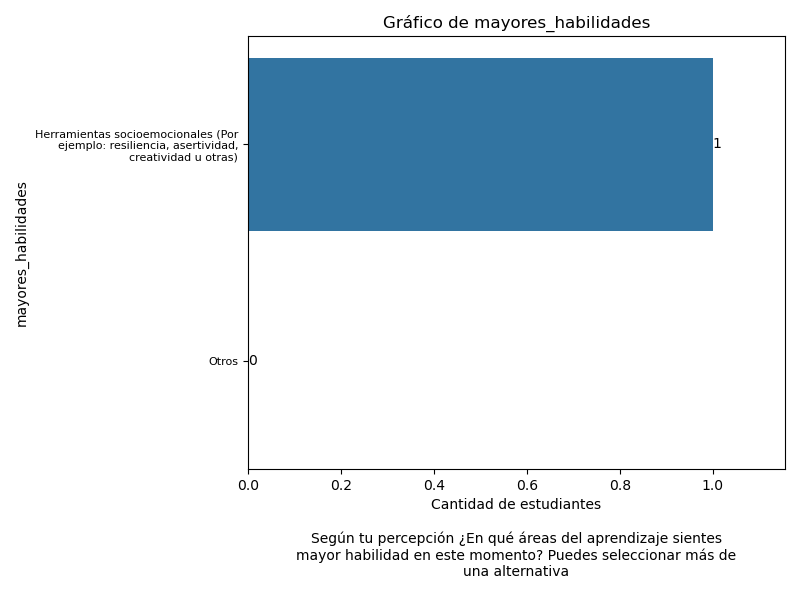 Gráfico de mayores_habilidades
Herramientas socioemocionales (Por
ejemplo: resiliencia, asertividad,
creatividad u otras)
1
mayores_habilidades
Otros
0
0.0 0.2 0.4 0.6 0.8 1.0
Cantidad de estudiantes
Según tu percepción ¿En qué áreas del aprendizaje sientes
mayor habilidad en este momento? Puedes seleccionar más de
una alternativa